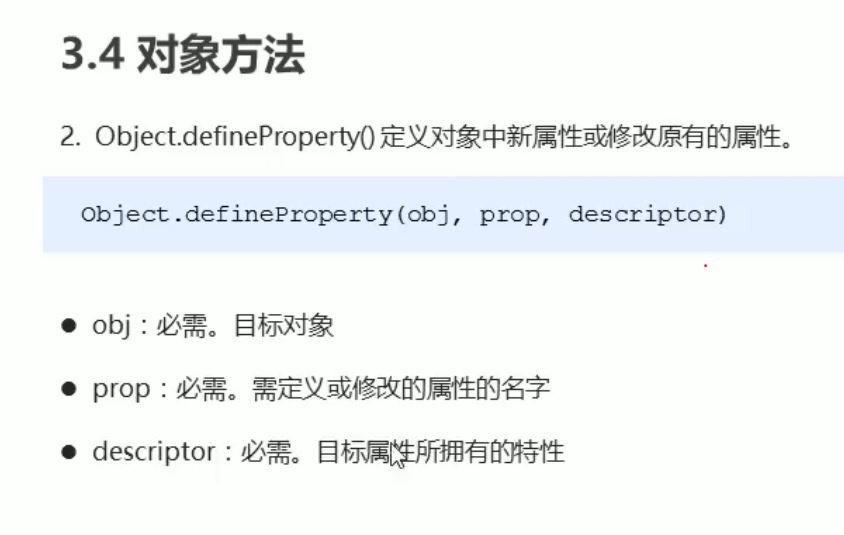 3.4 对象方法
2. Object.defineProperty() 定义对象中新属性或修改原有的属性。
Object.defineProperty(obj, prop, descriptor)
● obj：必需。目标对象
● prop：必需。需定义或修改的属性的名字
● descriptor：必需。目标属性所拥有的特性